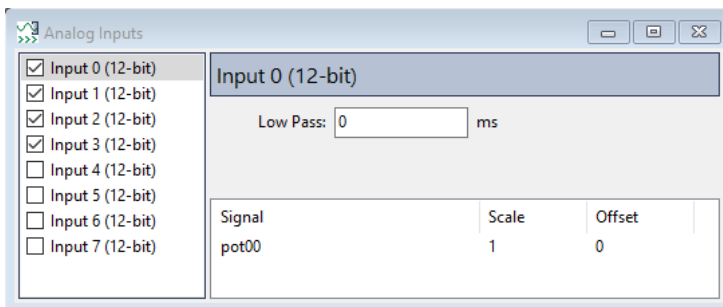 Analog Inputs
Input 0 (12-bit)
Input 1 (12-bit)
Input 2 (12-bit)
Input 3 (12-bit)
Input 4 (12-bit)
Input 5 (12-bit)
Input 6 (12-bit)
Input 7 (12-bit)
Input 0 (12-bit)
Low Pass: 0 ms
Signal Scale Offset
pot00 1 0